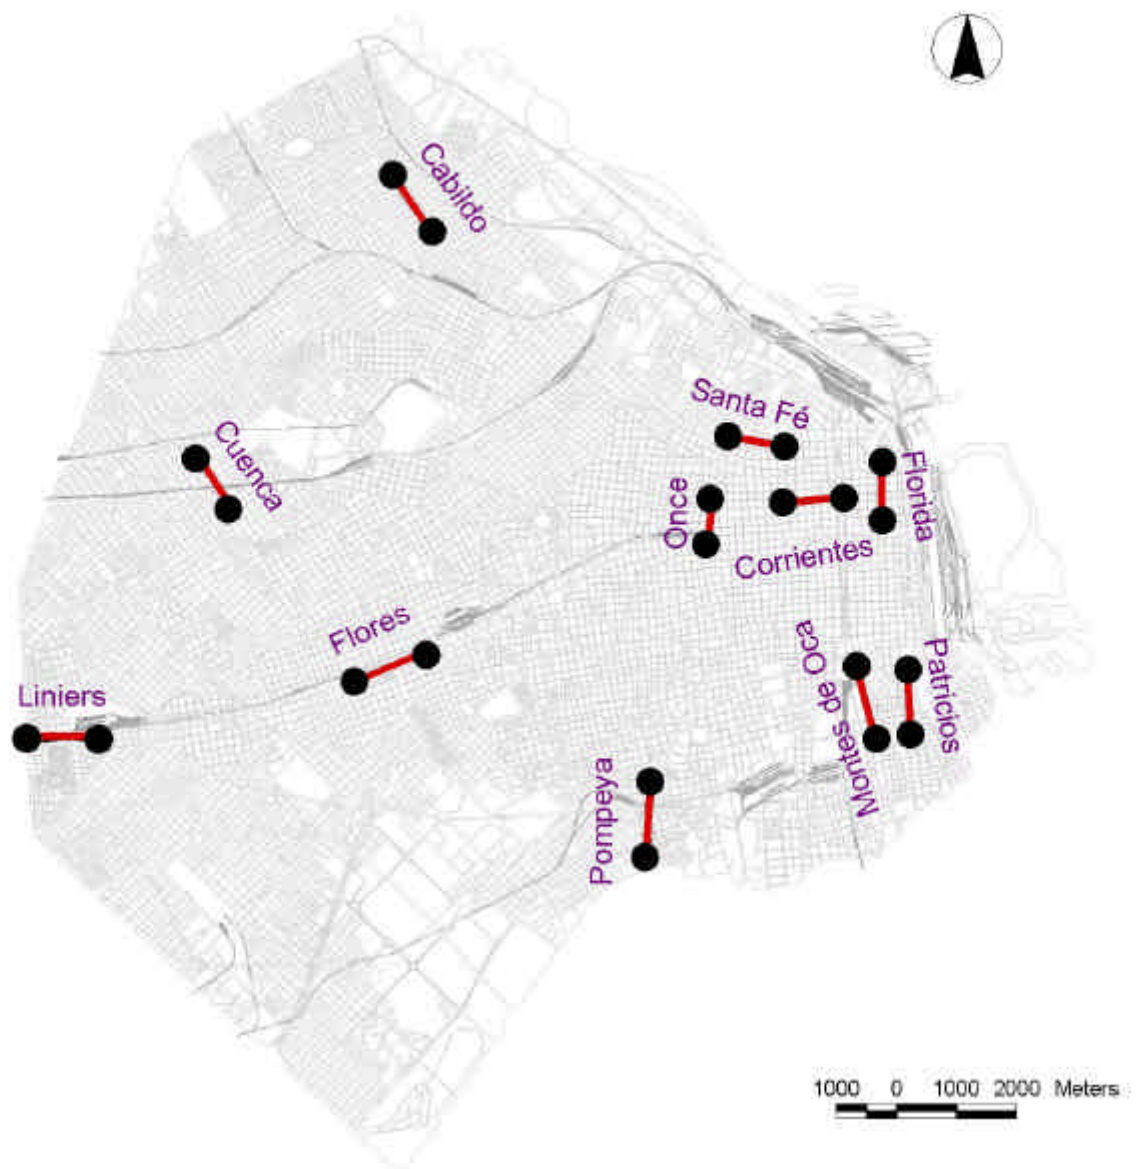 Cabildo
Santa Fé
Cuenca
Florida
Once
Corrientes
Flores
Montes de Oca
Patricios
Liniers
Pompeya
1000 0 1000 2000 Meters